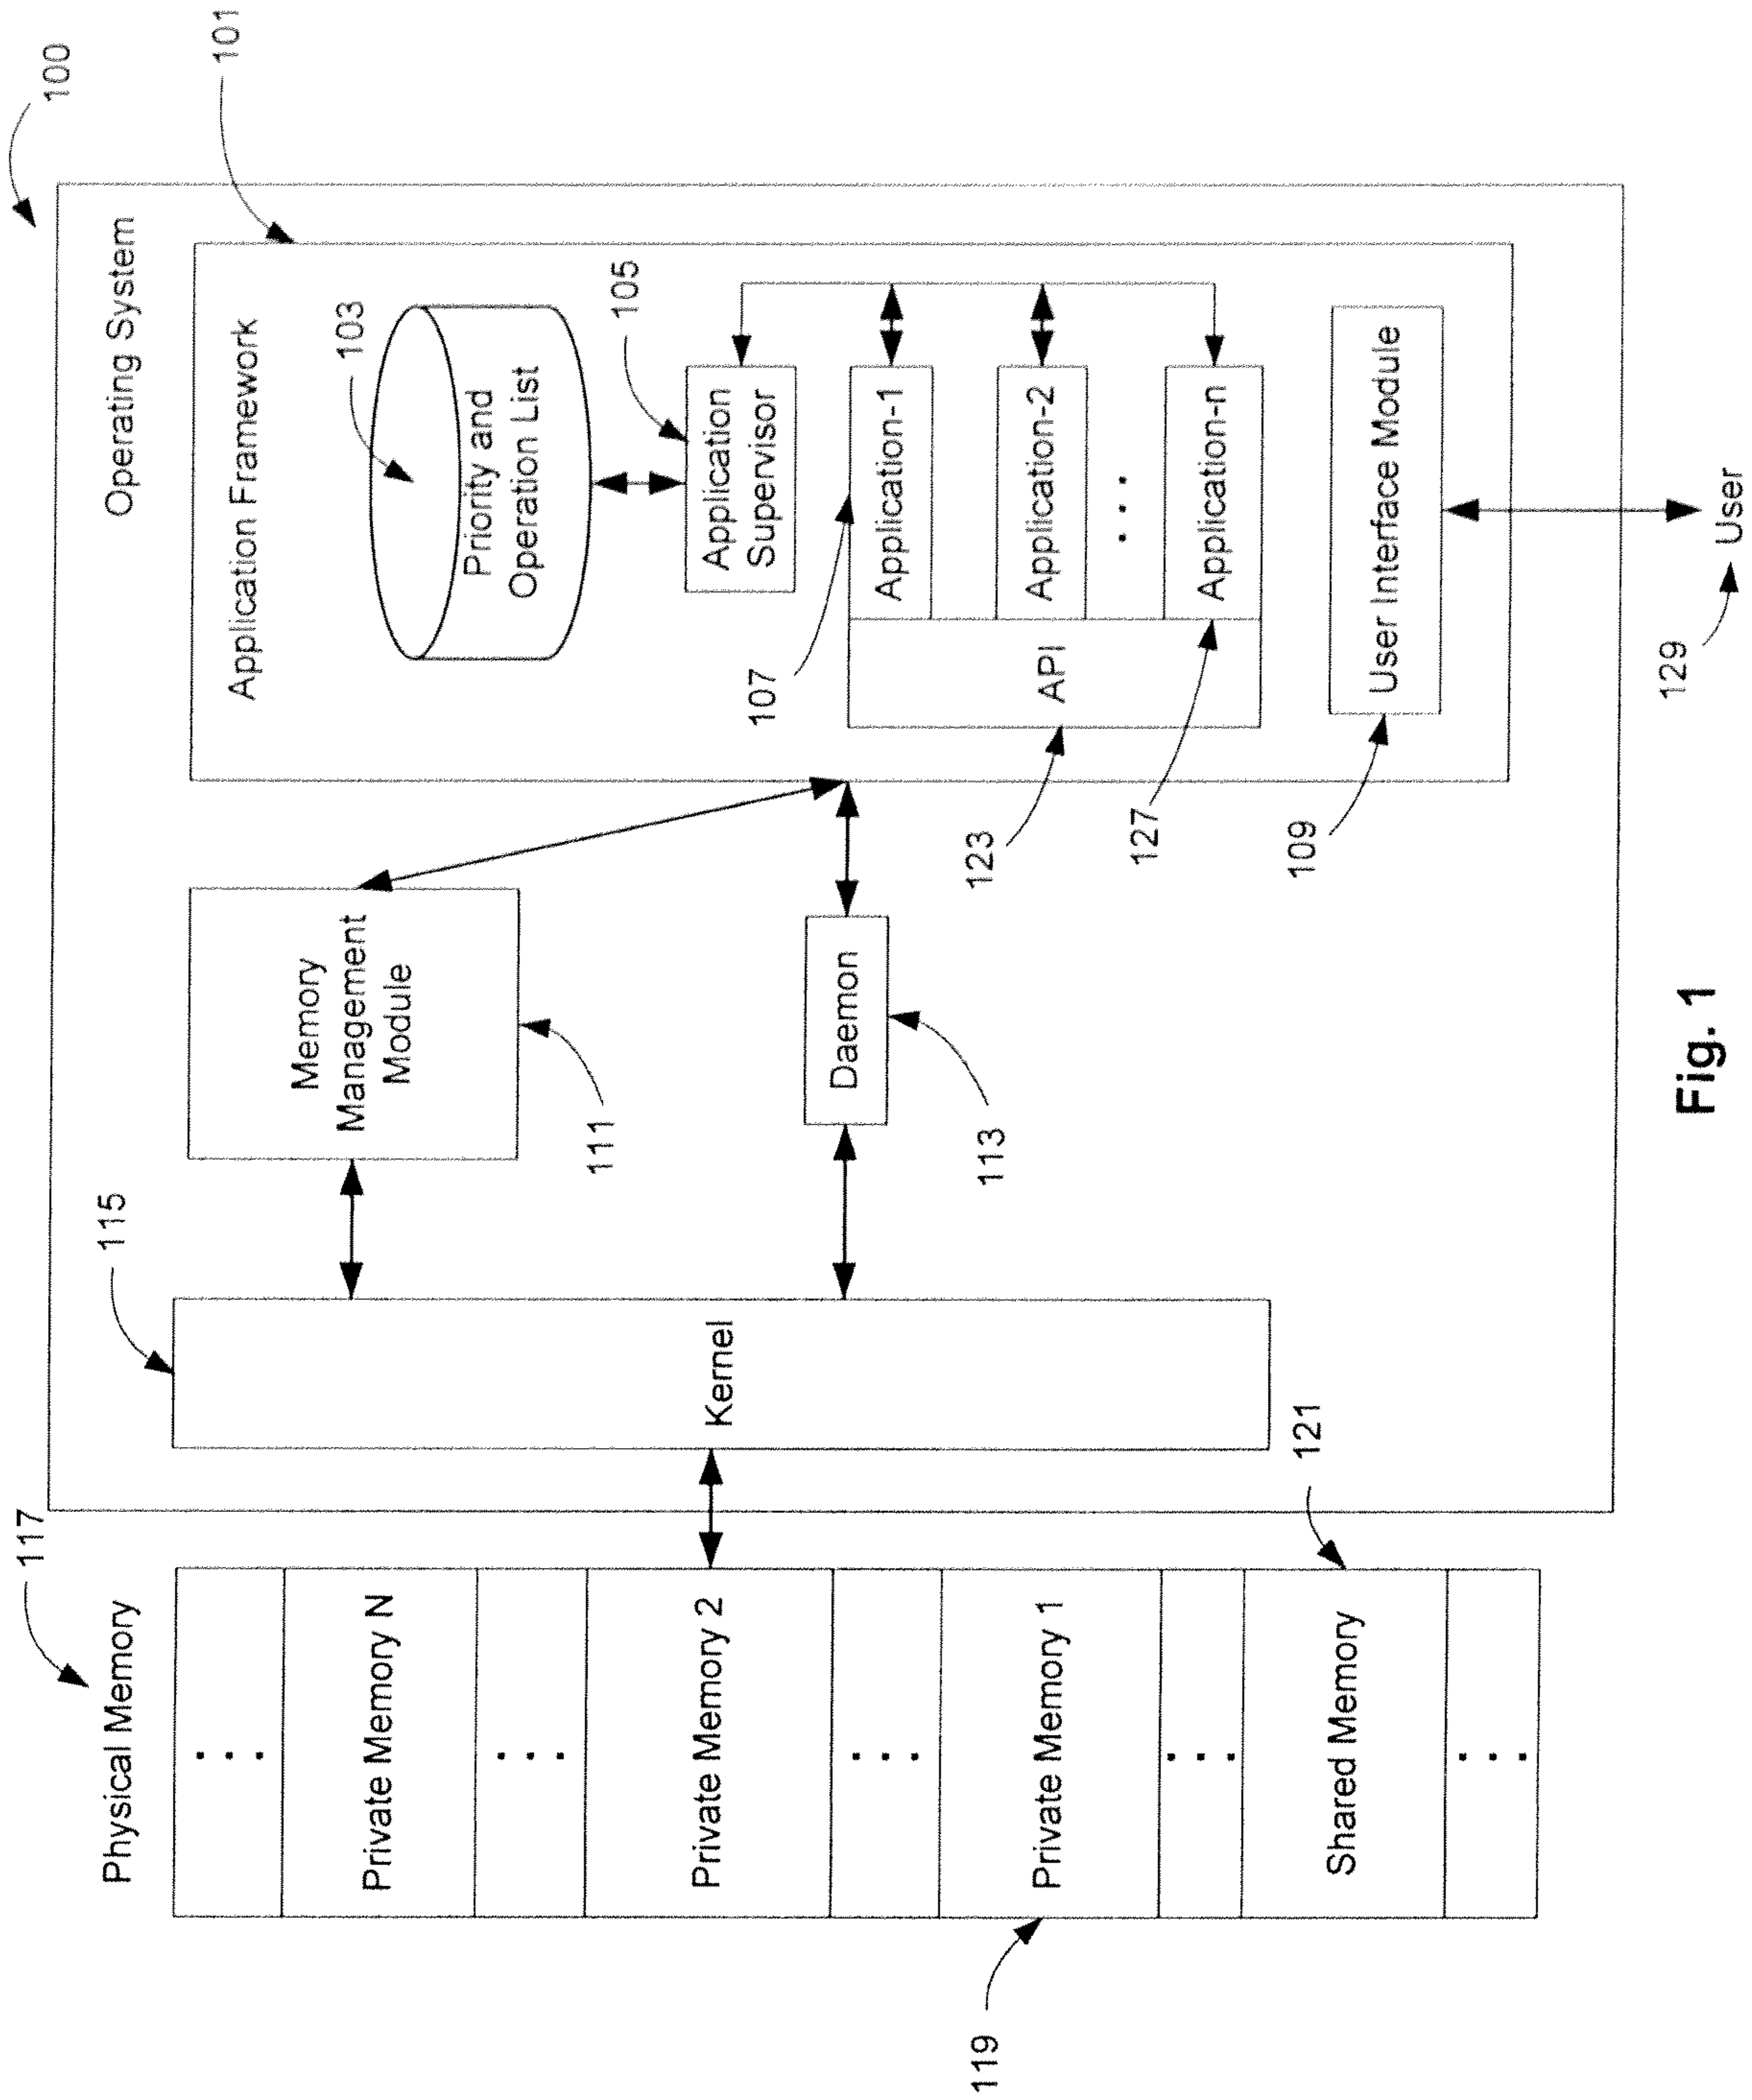 100
Operating System
101
Application Framework
103
Priority and
Operation List
105
Application
Supervisor
107
Application-1
Application-2
. . .
Application-n
API
123
127
User Interface Module
109
User
129
Memory
Management
Module
111
Daemon
113
115
Kernel
117
Physical Memory
. . .
Private Memory N
. . .
Private Memory 2
. . .
Private Memory 1
. . .
Shared Memory
. . .
119
121
Fig. 1